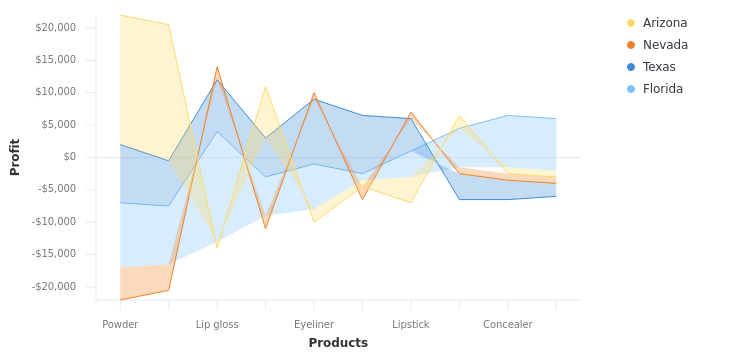 $20,000
$15,000
$10,000
$5,000
$0
-$5,000
-$10,000
-$15,000
-$20,000
Profit
Powder
Lip gloss
Eyeliner
Lipstick
Concealer
Products
Arizona
Nevada
Texas
Florida